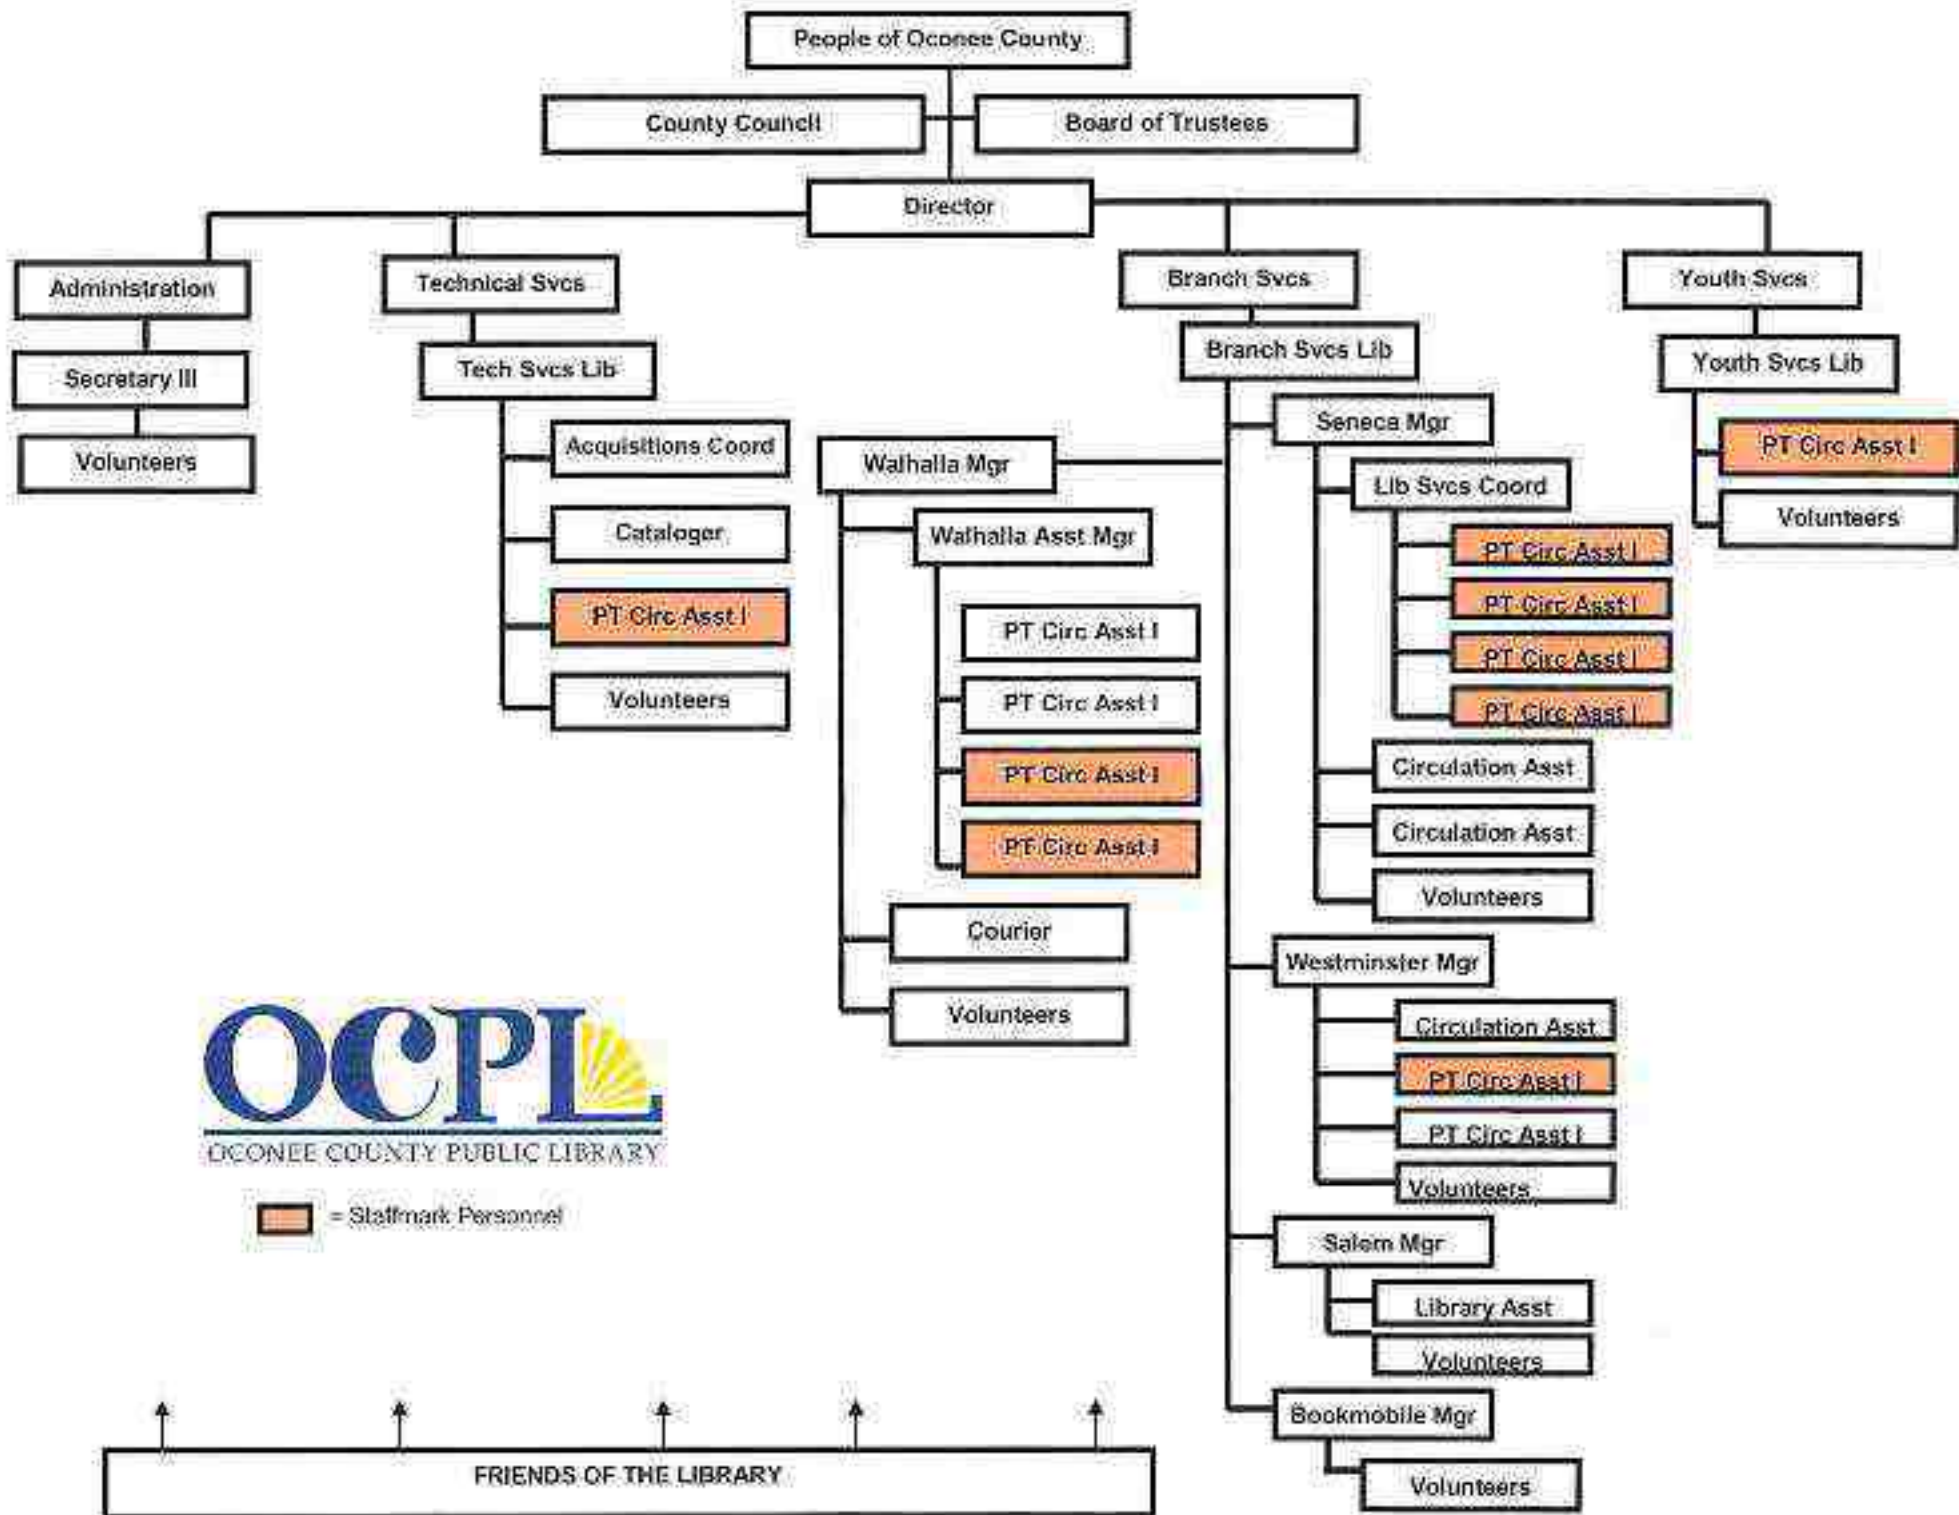 People of Oconee County
County Council
Board of Trustees
Director
Administration
Secretary III
Volunteers
Technical Svcs
Tech Svcs Lib
Acquisitions Coord
Cataloger
PT Circ Asst I
Volunteers
Branch Svcs
Branch Svcs Lib
Walhalla Mgr
Walhalla Asst Mgr
PT Circ Asst I
PT Circ Asst I
PT Circ Asst I
PT Circ Asst I
Courier
Volunteers
Seneca Mgr
Lib Svcs Coord
PT Circ Asst I
PT Circ Asst I
PT Circ Asst I
PT Circ Asst I
Circulation Asst
Circulation Asst
Volunteers
Westminster Mgr
Circulation Asst
PT Circ Asst I
PT Circ Asst I
Volunteers
Salem Mgr
Library Asst
Volunteers
Bookmobile Mgr
Volunteers
Youth Svcs
Youth Svcs Lib
PT Circ Asst I
Volunteers
OCPL
OCONEE COUNTY PUBLIC LIBRARY
= Staffmark Personnel
FRIENDS OF THE LIBRARY